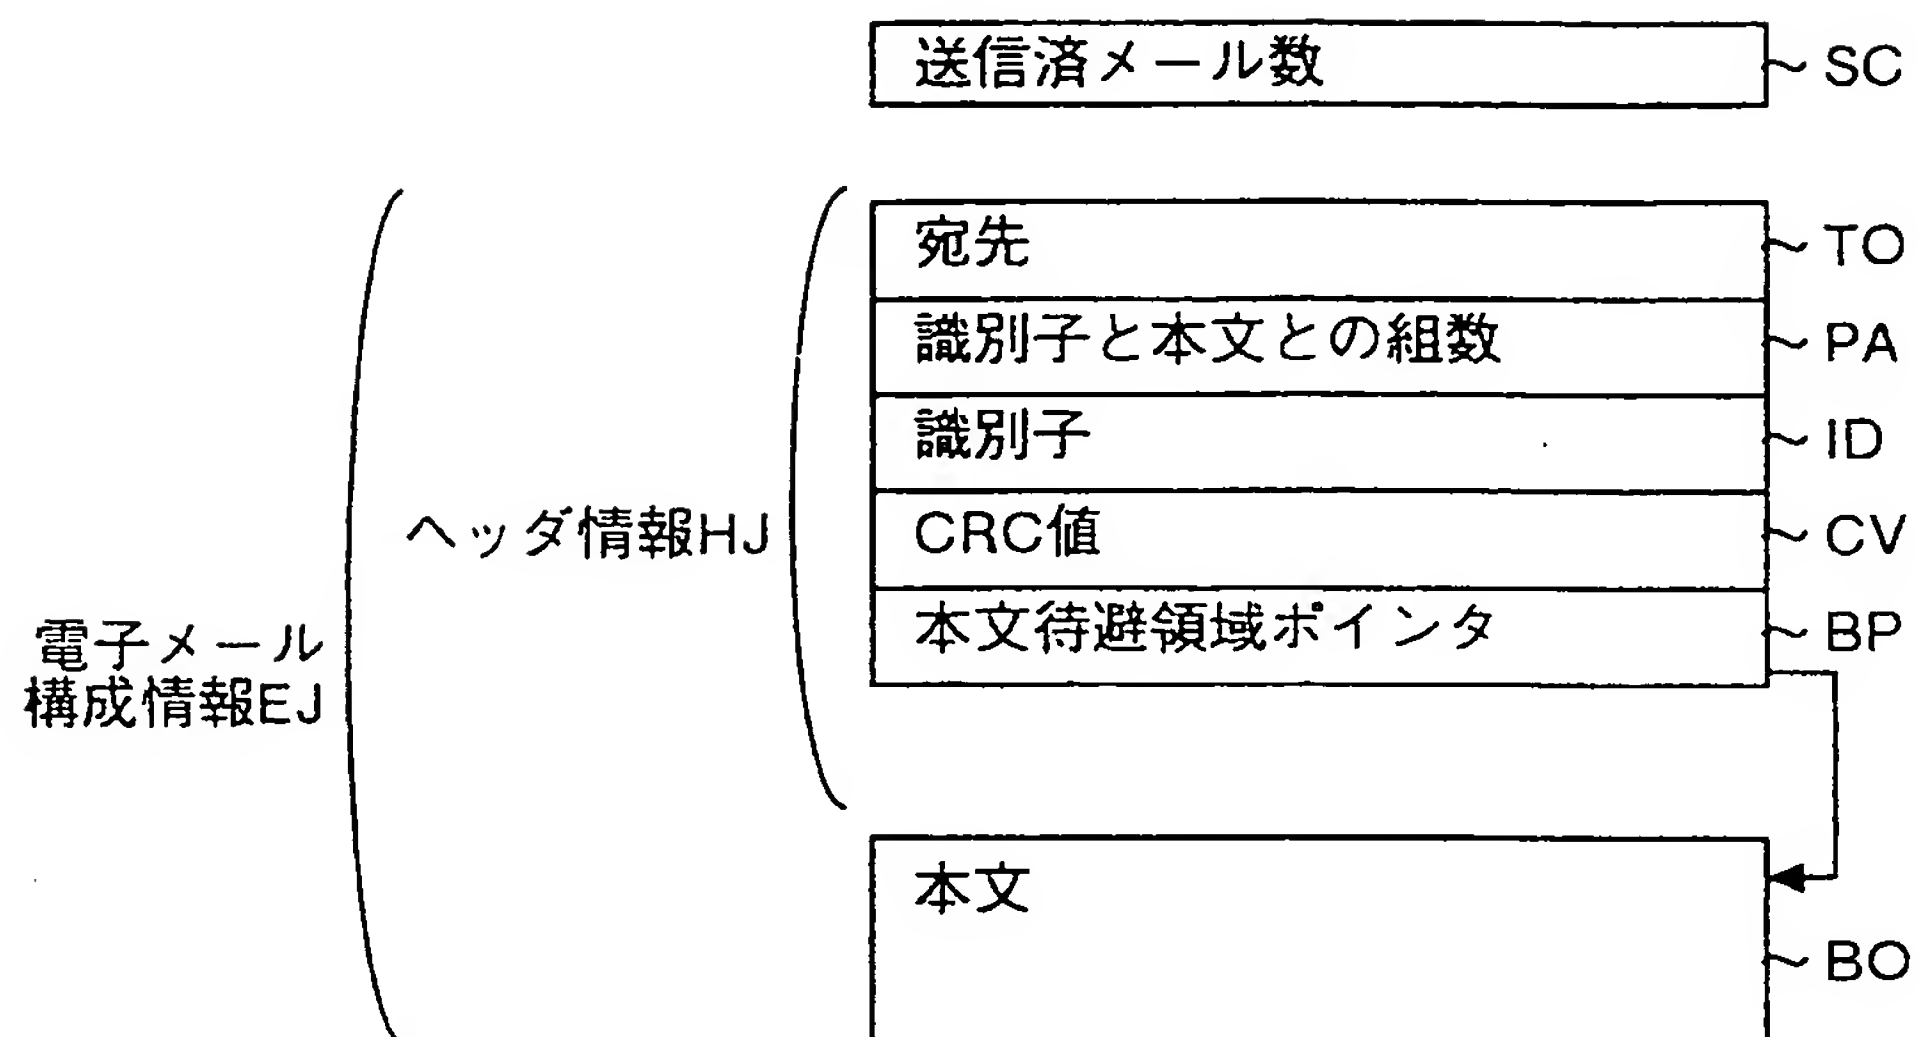 送信済メール数 SC
宛先 TO
識別子と本文との組数 PA
識別子 ID
CRC値 CV
ヘッダ情報HJ
本文待避領域ポインタ BP
電子メール
構成情報EJ
本文
BO